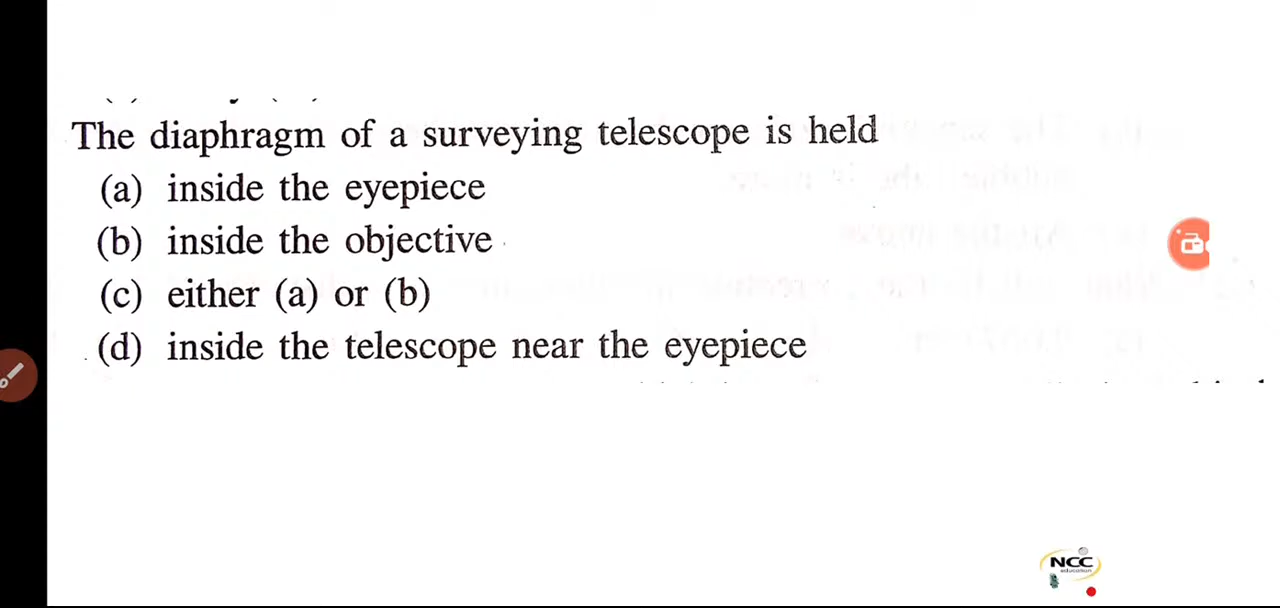 The diaphragm of a surveying telescope is held
(a) inside the eyepiece
(b) inside the objective
(c) either (a) or (b)
(d) inside the telescope near the eyepiece
NCC
education